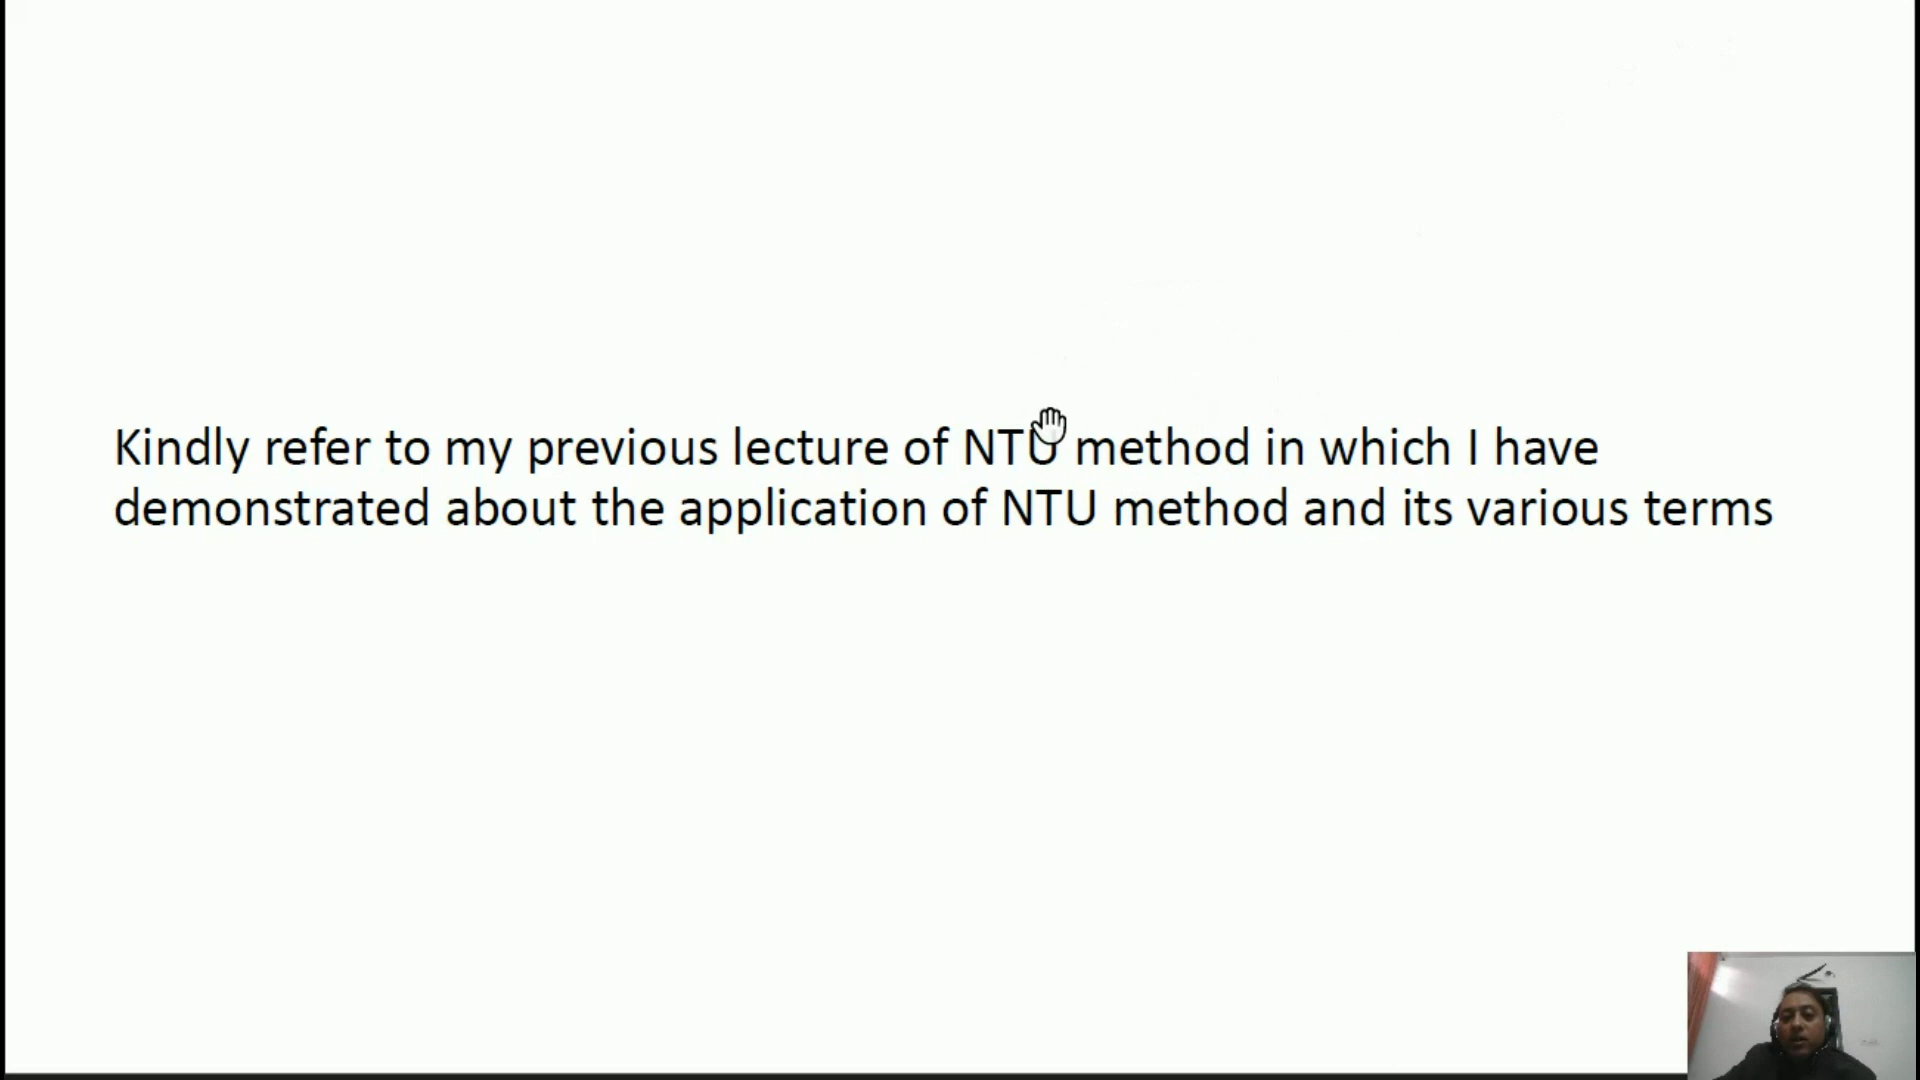 Kindly refer to my previous lecture of NTU method in which I have
demonstrated about the application of NTU method and its various terms